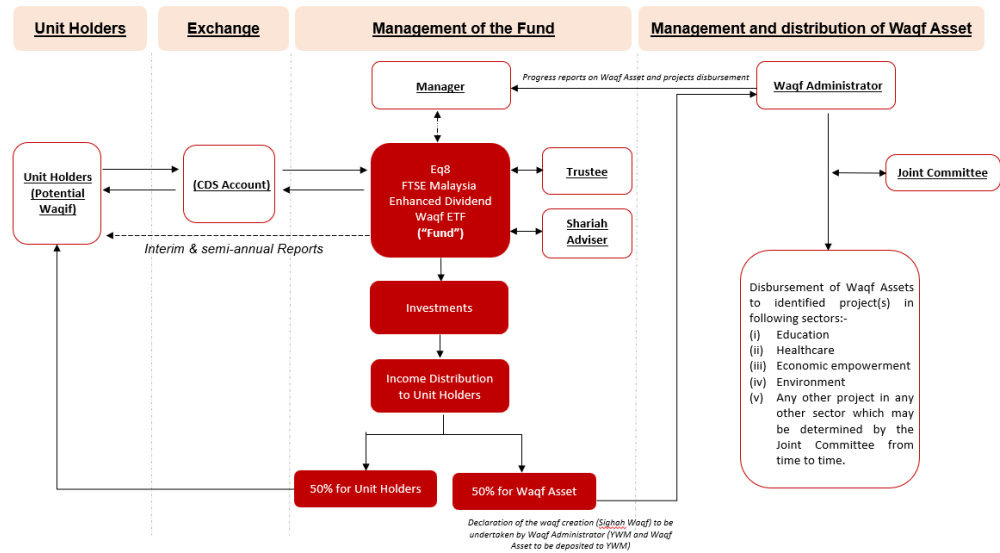 Unit Holders
Exchange
Management of the Fund
Management and distribution of Waqf Asset
Progress reports on Waqf Asset and projects disbursement
Manager
Waqf Administrator
Unit Holders
(Potential
Waqif)
(CDS Account)
Eq8
FTSE Malaysia
Enhanced Dividend
Waqf ETF
(“Fund”)
Trustee
Shariah
Adviser
Joint Committee
Interim & semi-annual Reports
Investments
Income Distribution
to Unit Holders
50% for Unit Holders
50% for Waqf Asset
Declaration of the waqf creation (Sighah Waqf) to be
undertaken by Waqf Administrator (YWM and Waqf
Asset to be deposited to YWM)
Disbursement of Waqf Assets
to identified project(s) in
following sectors:-
(i) Education
(ii) Healthcare
(iii) Economic empowerment
(iv) Environment
(v) Any other project in any
other sector which may
be determined by the
Joint Committee from
time to time.